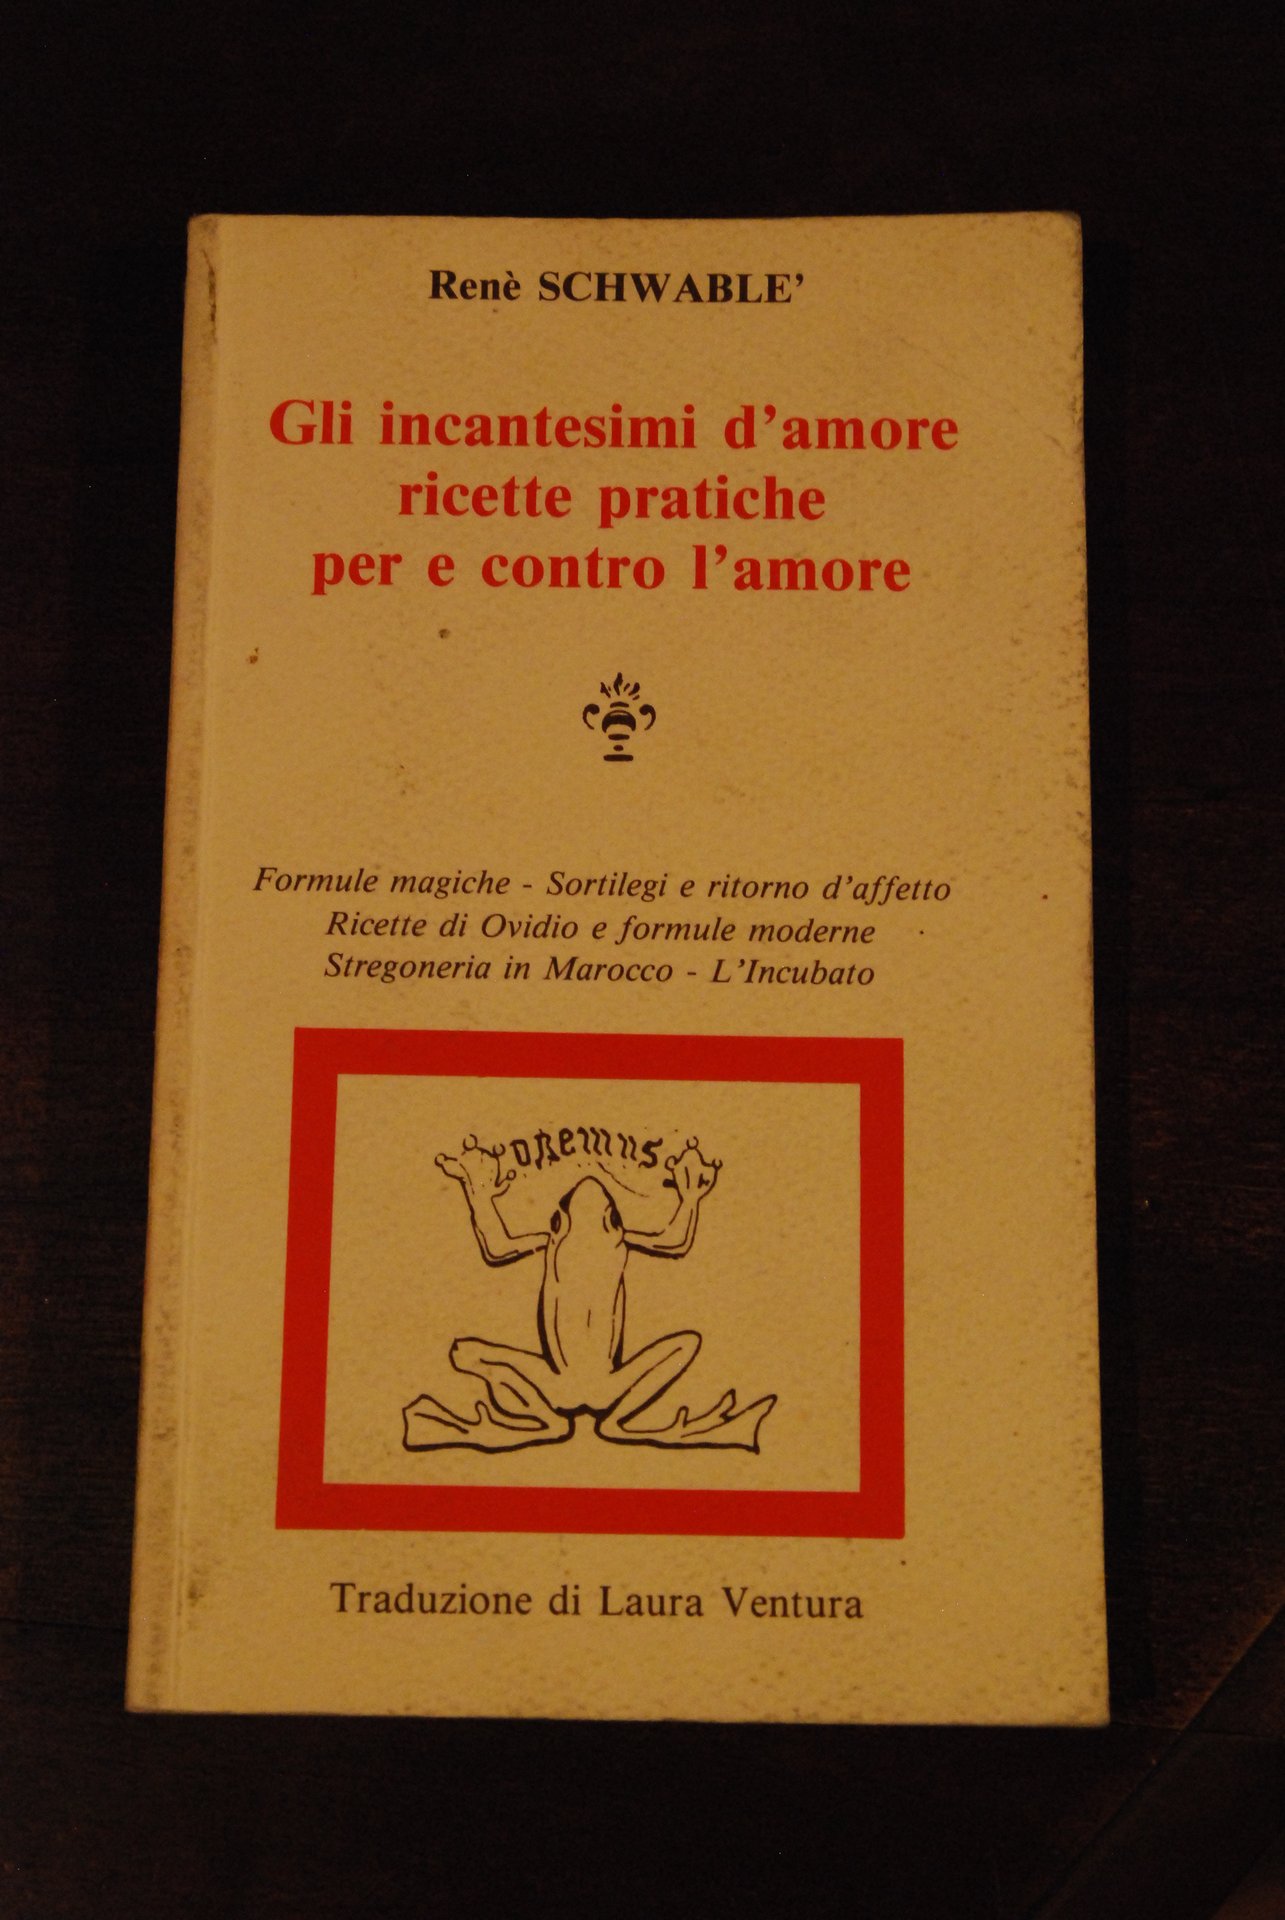 Renè SCHWABLE'
Gli incantesimi d'amore
ricette pratiche
per e contro l'amore
Formule magiche - Sortilegi e ritorno d'affetto
Ricette di Ovidio e formule moderne
Stregoneria in Marocco - L'Incubato
oRemus
Traduzione di Laura Ventura